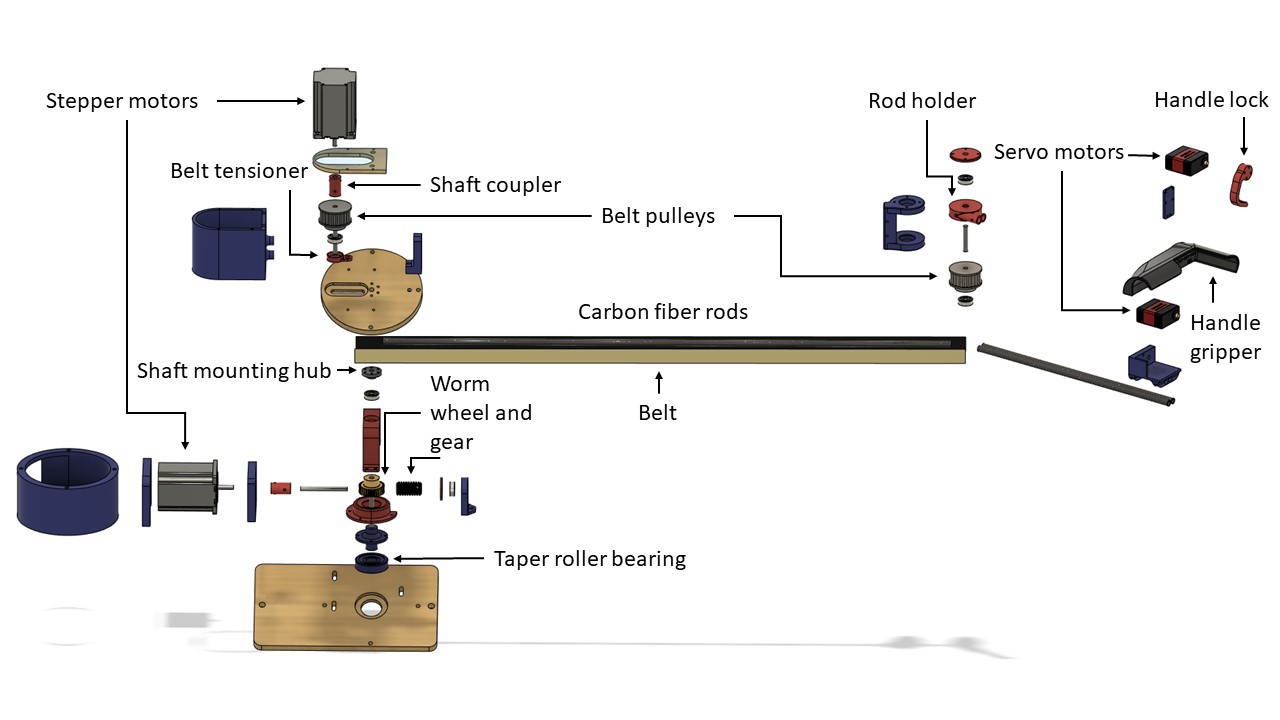 Stepper motors
Rod holder
Handle lock
Servo motors
Belt tensioner
Shaft coupler
Belt pulleys
Carbon fiber rods
Handle
gripper
Shaft mounting hub
Worm
wheel and
gear
Belt
Taper roller bearing